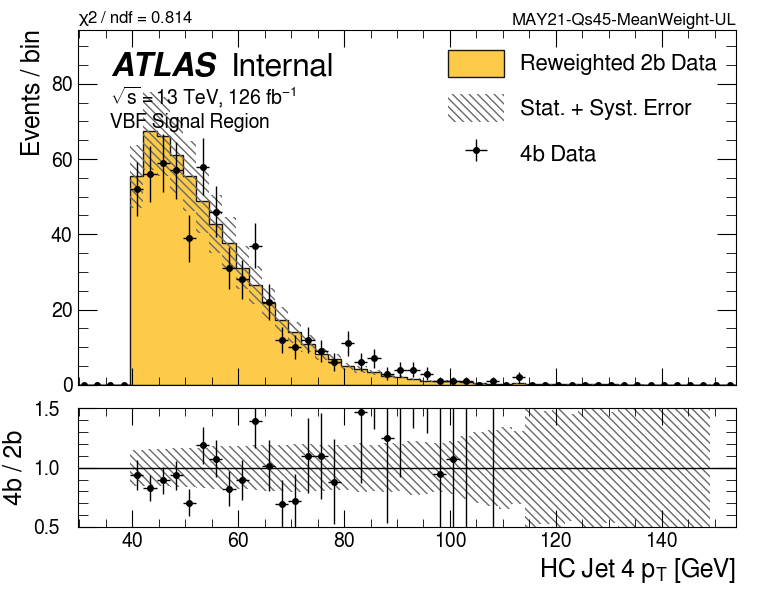 χ2 / ndf = 0.814
MAY21-Qs45-MeanWeight-UL
ATLAS Internal
√s = 13 TeV, 126 fb−1
VBF Signal Region
Reweighted 2b Data
Stat. + Syst. Error
4b Data
Events / bin
80
60
40
20
0
4b / 2b
1.5
1.0
0.5
40 60 80 100 120 140
HC Jet 4 pT [GeV]